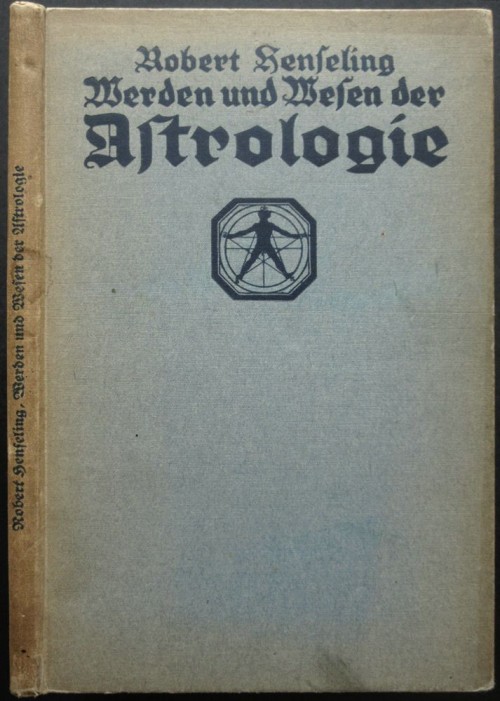 Robert Henſeling
Werden und Weſen der
Aſtrologie
Robert Henſeling, Werden und Weſen der Aſtrologie